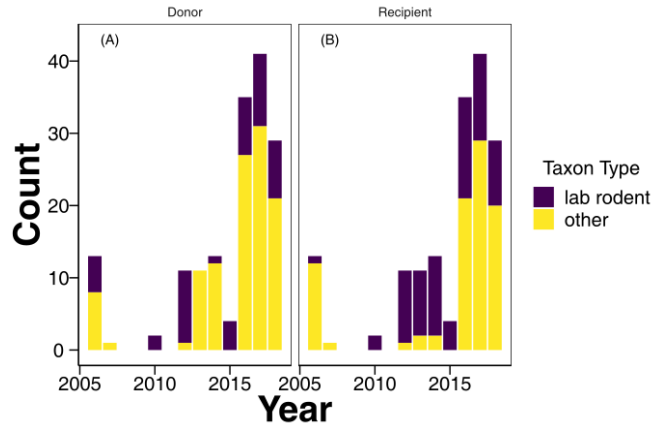 Donor
Recipient
(A)
(B)
40
30
20
10
0
Count
2005
2010
2015
2005
2010
2015
Year
Taxon Type
lab rodent
other